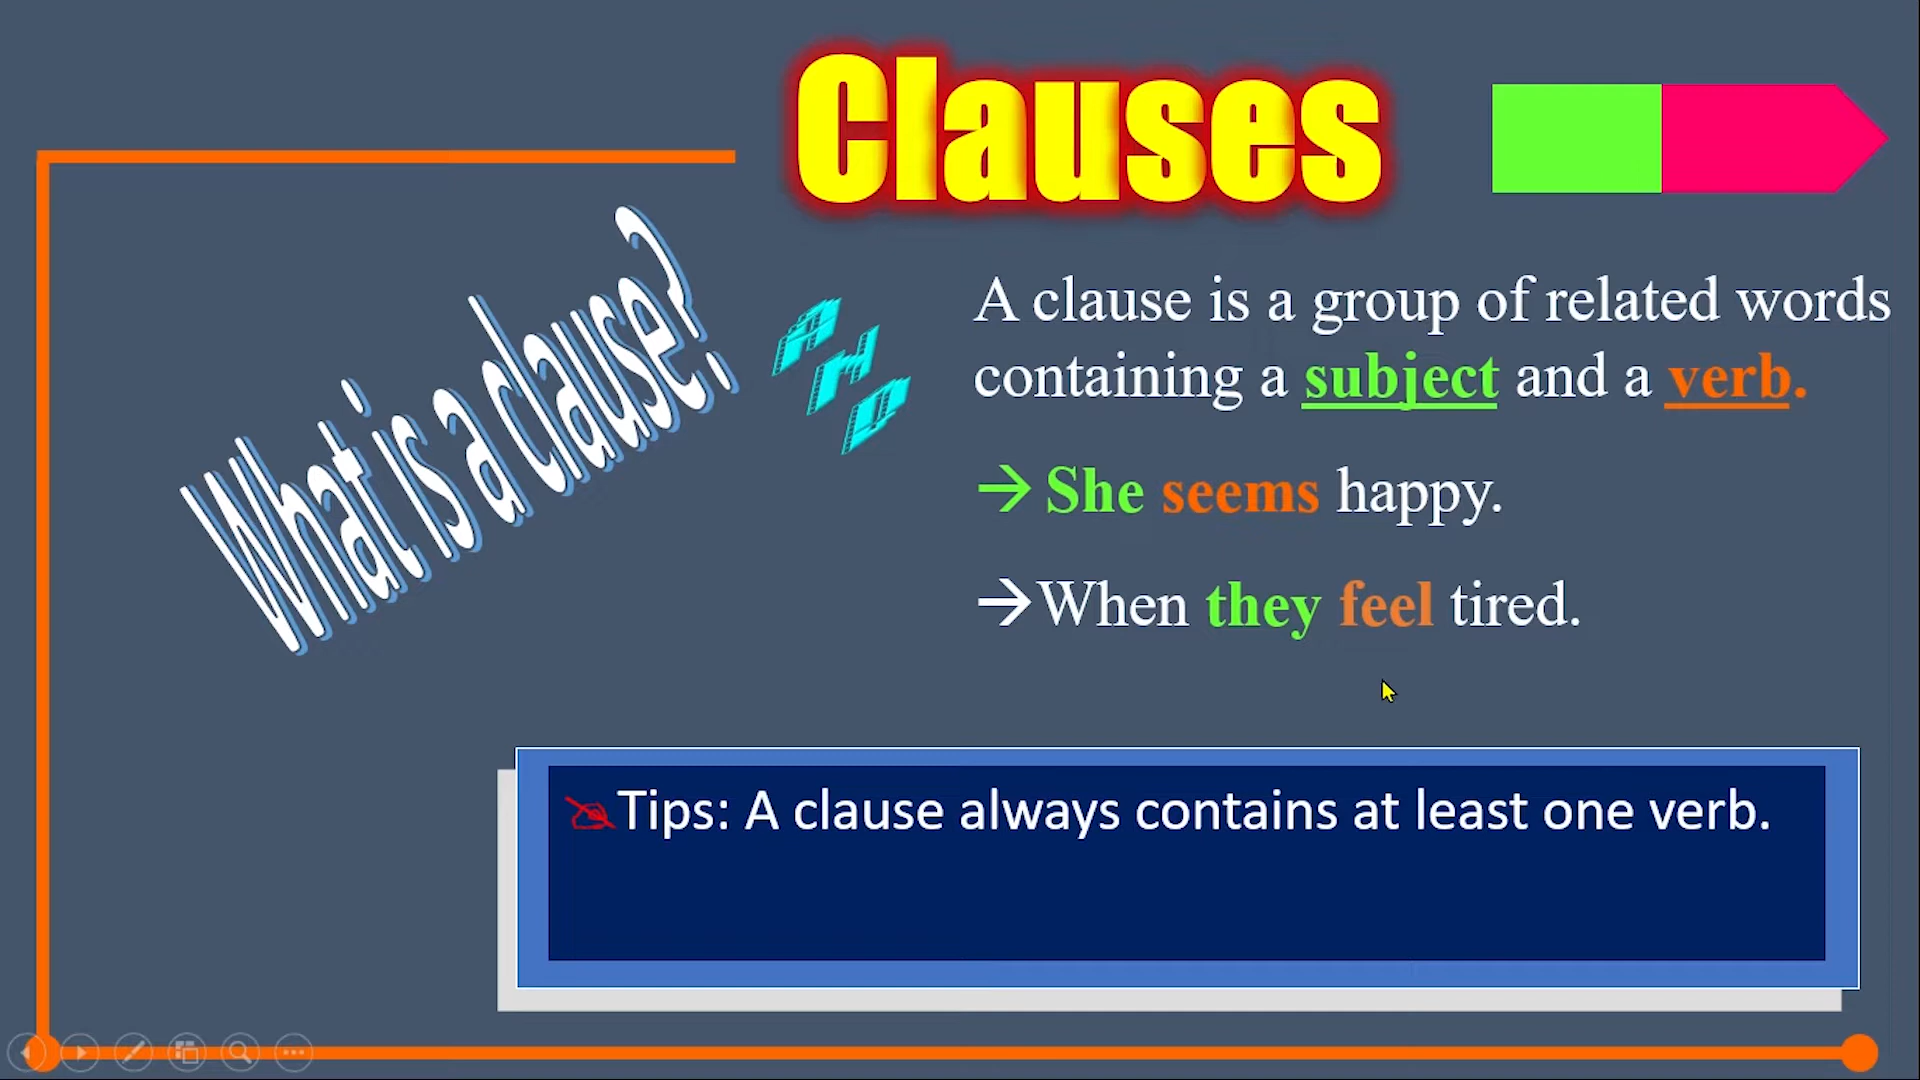 Clauses
What is a clause?
A H Q
A clause is a group of related words
containing a subject and a verb.
→ She seems happy.
→When they feel tired.
Tips: A clause always contains at least one verb.